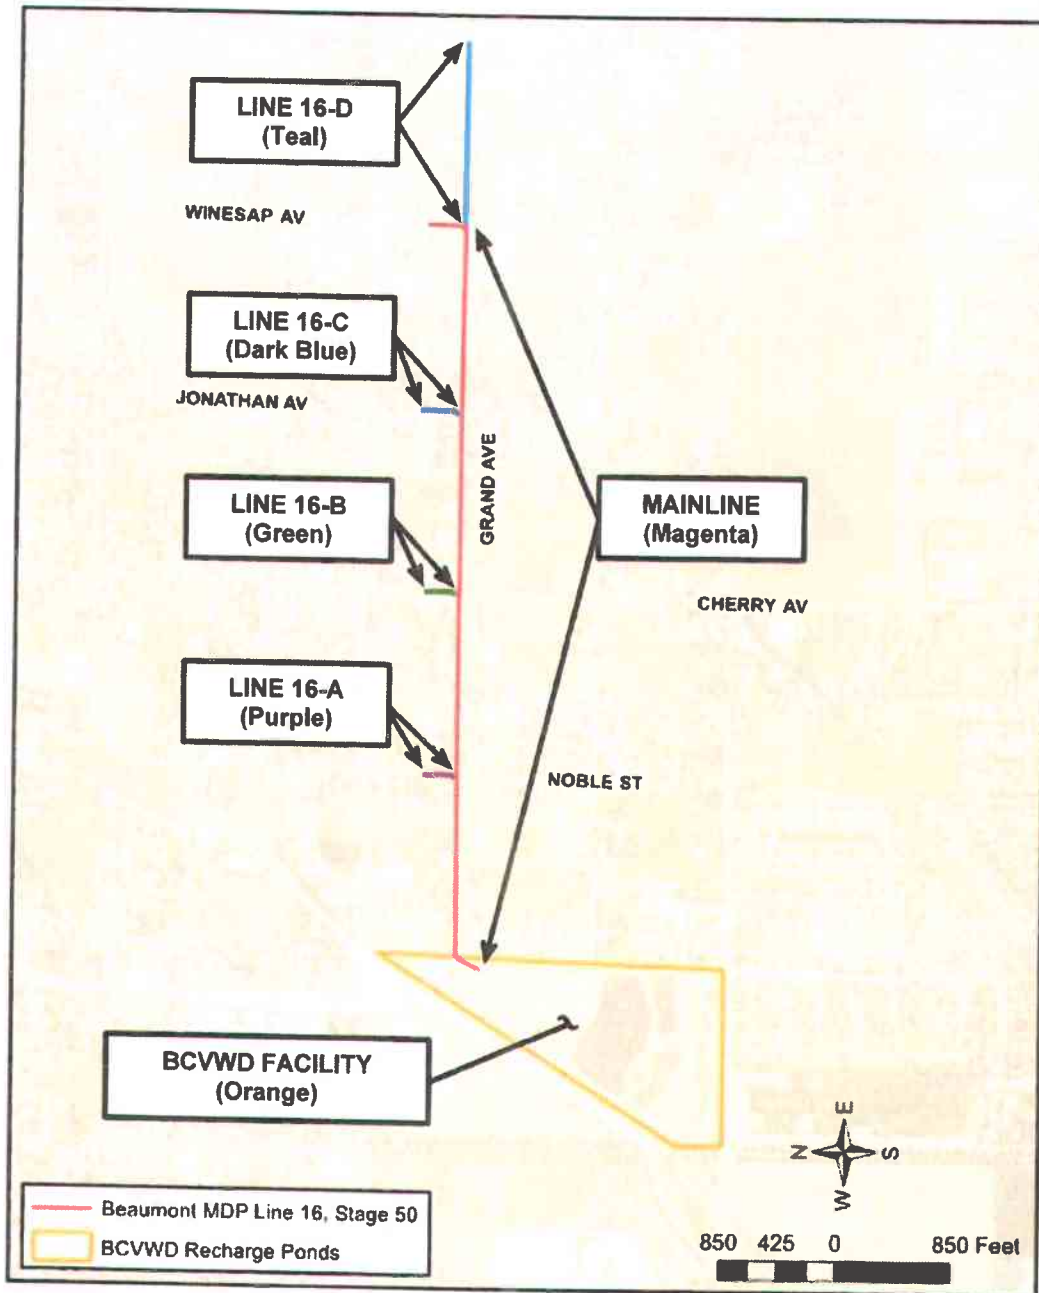 LINE 16-D
(Teal)
WINESAP AV
LINE 16-C
(Dark Blue)
JONATHAN AV
GRAND AVE
LINE 16-B
(Green)
MAINLINE
(Magenta)
CHERRY AV
LINE 16-A
(Purple)
NOBLE ST
BCVWD FACILITY
(Orange)
N
E
S
W
Beaumont MDP Line 16, Stage 50
BCVWD Recharge Ponds
850 425 0 850 Feet